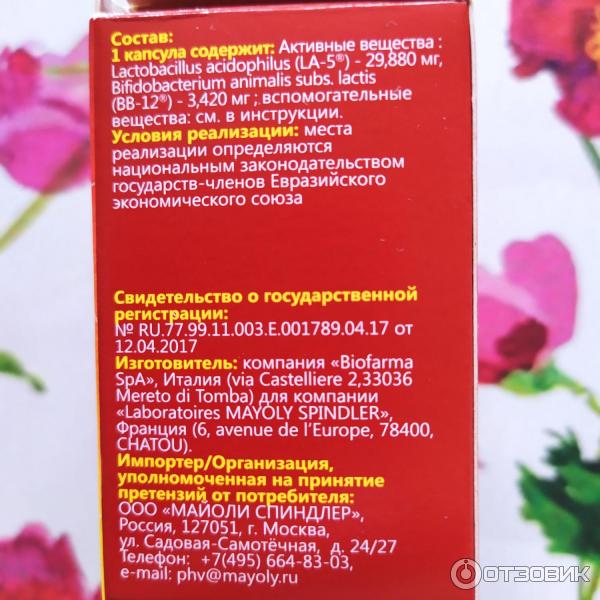 Состав:
1 капсула содержит: Активные вещества :
Lactobacillus acidophilus (LA-5®) - 29,880 мг,
Bifidobacterium animalis subs. lactis
(BB-12®) - 3,420 мг ; вспомогательные
вещества: см. в инструкции.
Условия реализации: места
реализации определяются
национальным законодательством
государств-членов Евразийского
экономического союза
Свидетельство о государственной
регистрации:
№ RU.77.99.11.003.E.001789.04.17 от
12.04.2017
Изготовитель: компания «Biofarma
SpA», Италия (via Castelliere 2,33036
Mereto di Tomba) для компании
«Laboratoires MAYOLY SPINDLER»,
Франция (6, avenue de l'Europe, 78400,
CHATOU).
Импортер/Организация,
уполномоченная на принятие
претензий от потребителя:
ООО «МАЙОЛИ СПИНДЛЕР»,
Россия, 127051, г. Москва,
ул. Садовая-Самотёчная, д. 24/27
Телефон: +7(495) 664-83-03,
e-mail: phv@mayoly.ru
ОТЗОВИК